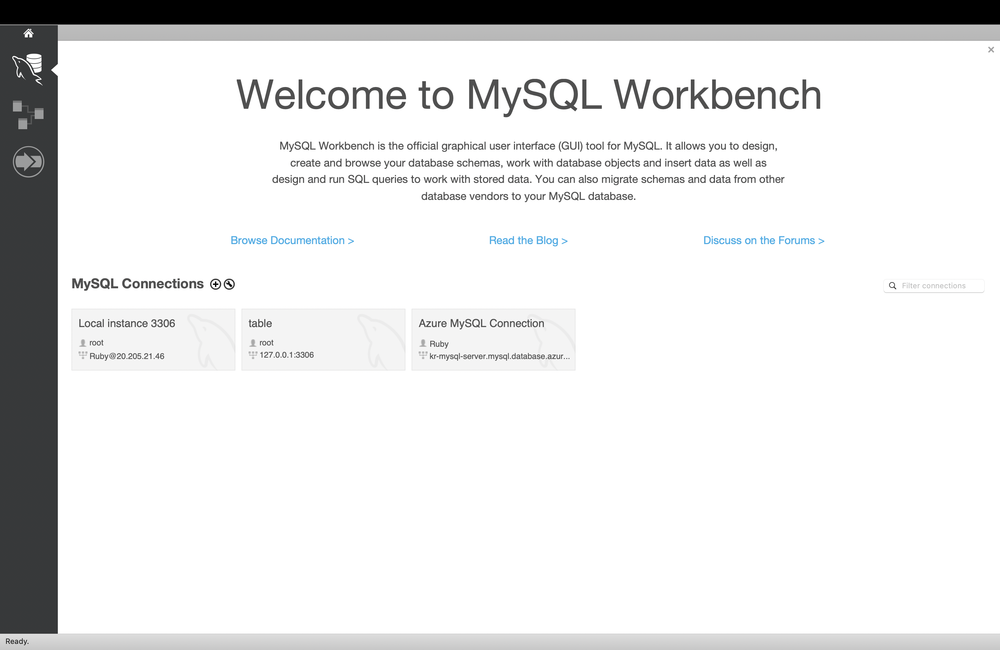 Welcome to MySQL Workbench
MySQL Workbench is the official graphical user interface (GUI) tool for MySQL. It allows you to design,
create and browse your database schemas, work with database objects and insert data as well as
design and run SQL queries to work with stored data. You can also migrate schemas and data from other
database vendors to your MySQL database.
Browse Documentation >
Read the Blog >
Discuss on the Forums >
MySQL Connections
Filter connections
Local instance 3306
root
Ruby@20.205.21.46
table
root
127.0.0.1:3306
Azure MySQL Connection
Ruby
kr-mysql-server.mysql.database.azur...
Ready.